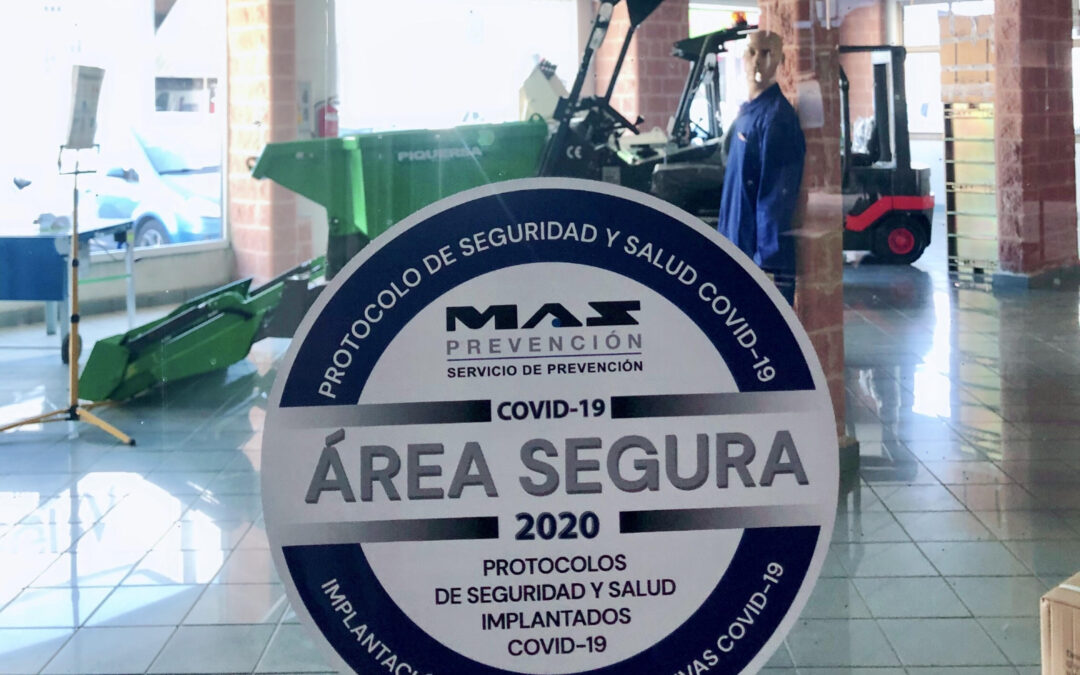 PIQUERSA
CE
PROTOCOLO DE SEGURIDAD Y SALUD COVID-19
MAS
PREVENCIÓN
SERVICIO DE PREVENCIÓN
COVID-19
ÁREA SEGURA
2020
PROTOCOLOS
DE SEGURIDAD Y SALUD
IMPLANTADOS
COVID-19